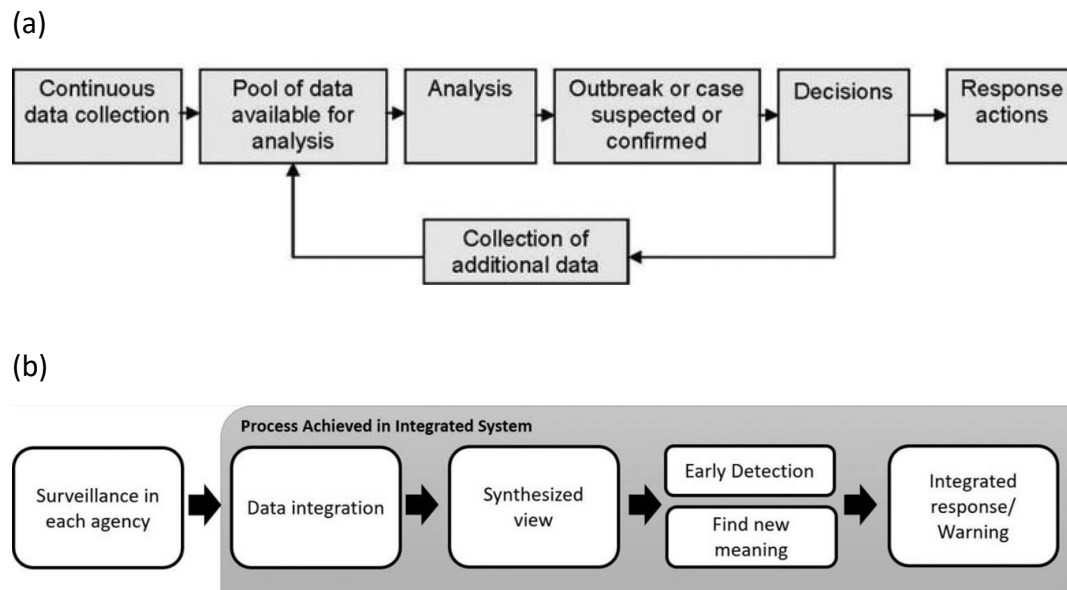 (a)
Continuous
data collection
Pool of data
available for
analysis
Analysis
Outbreak or case
suspected or
confirmed
Decisions
Response
actions
Collection of
additional data
(b)
Process Achieved in Integrated System
Surveillance in
each agency
Data integration
Synthesized
view
Early Detection
Find new
meaning
Integrated
response/
Warning